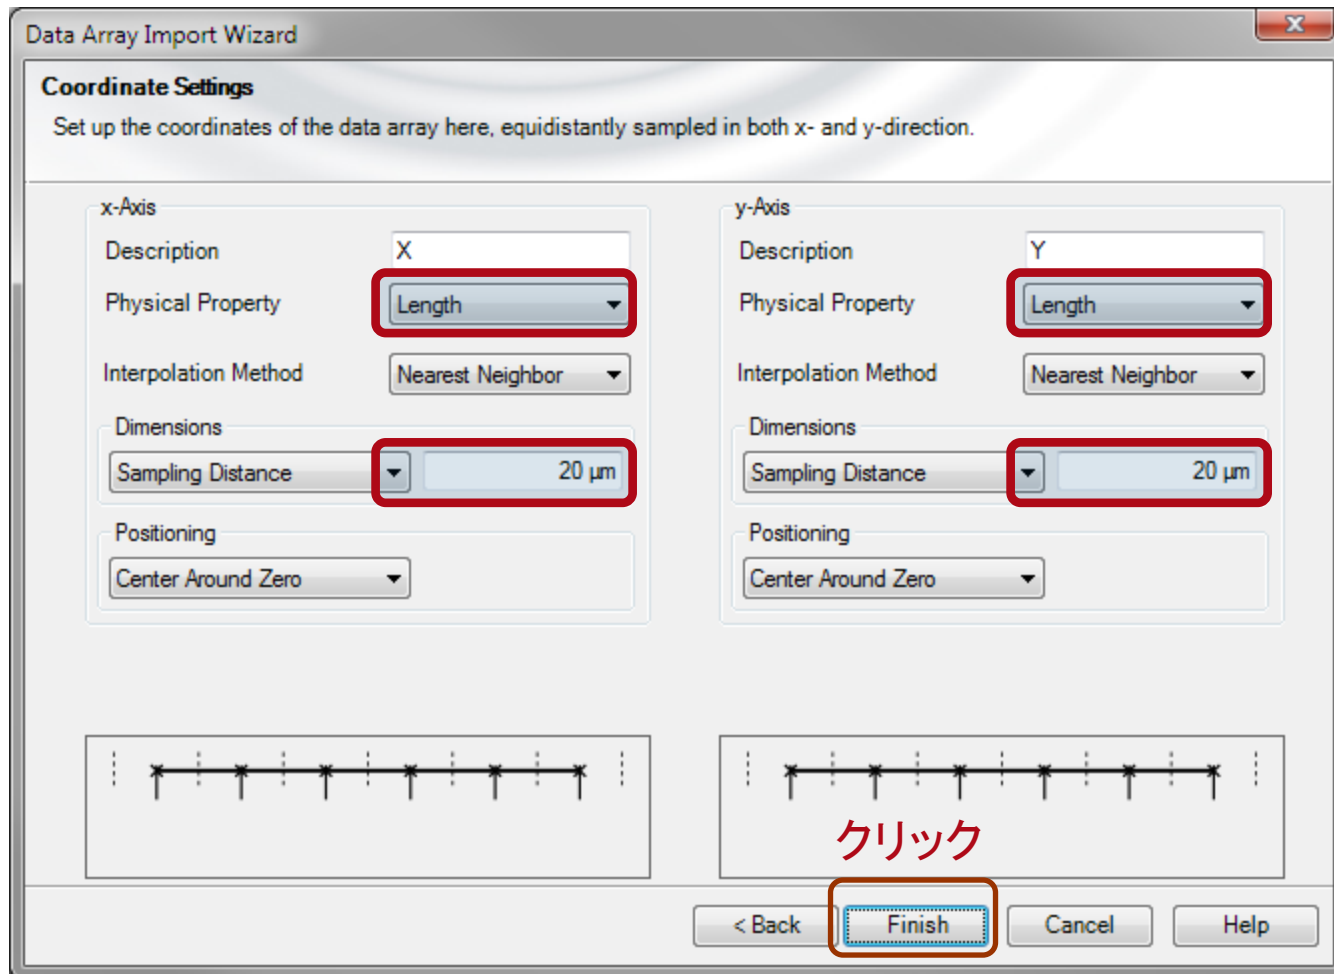 Data Array Import Wizard
Coordinate Settings
Set up the coordinates of the data array here, equidistantly sampled in both x- and y-direction.
x-Axis
Description X
Physical Property Length
Interpolation Method Nearest Neighbor
Dimensions
Sampling Distance 20 µm
Positioning
Center Around Zero
y-Axis
Description Y
Physical Property Length
Interpolation Method Nearest Neighbor
Dimensions
Sampling Distance 20 µm
Positioning
Center Around Zero
クリック
< Back Finish Cancel Help